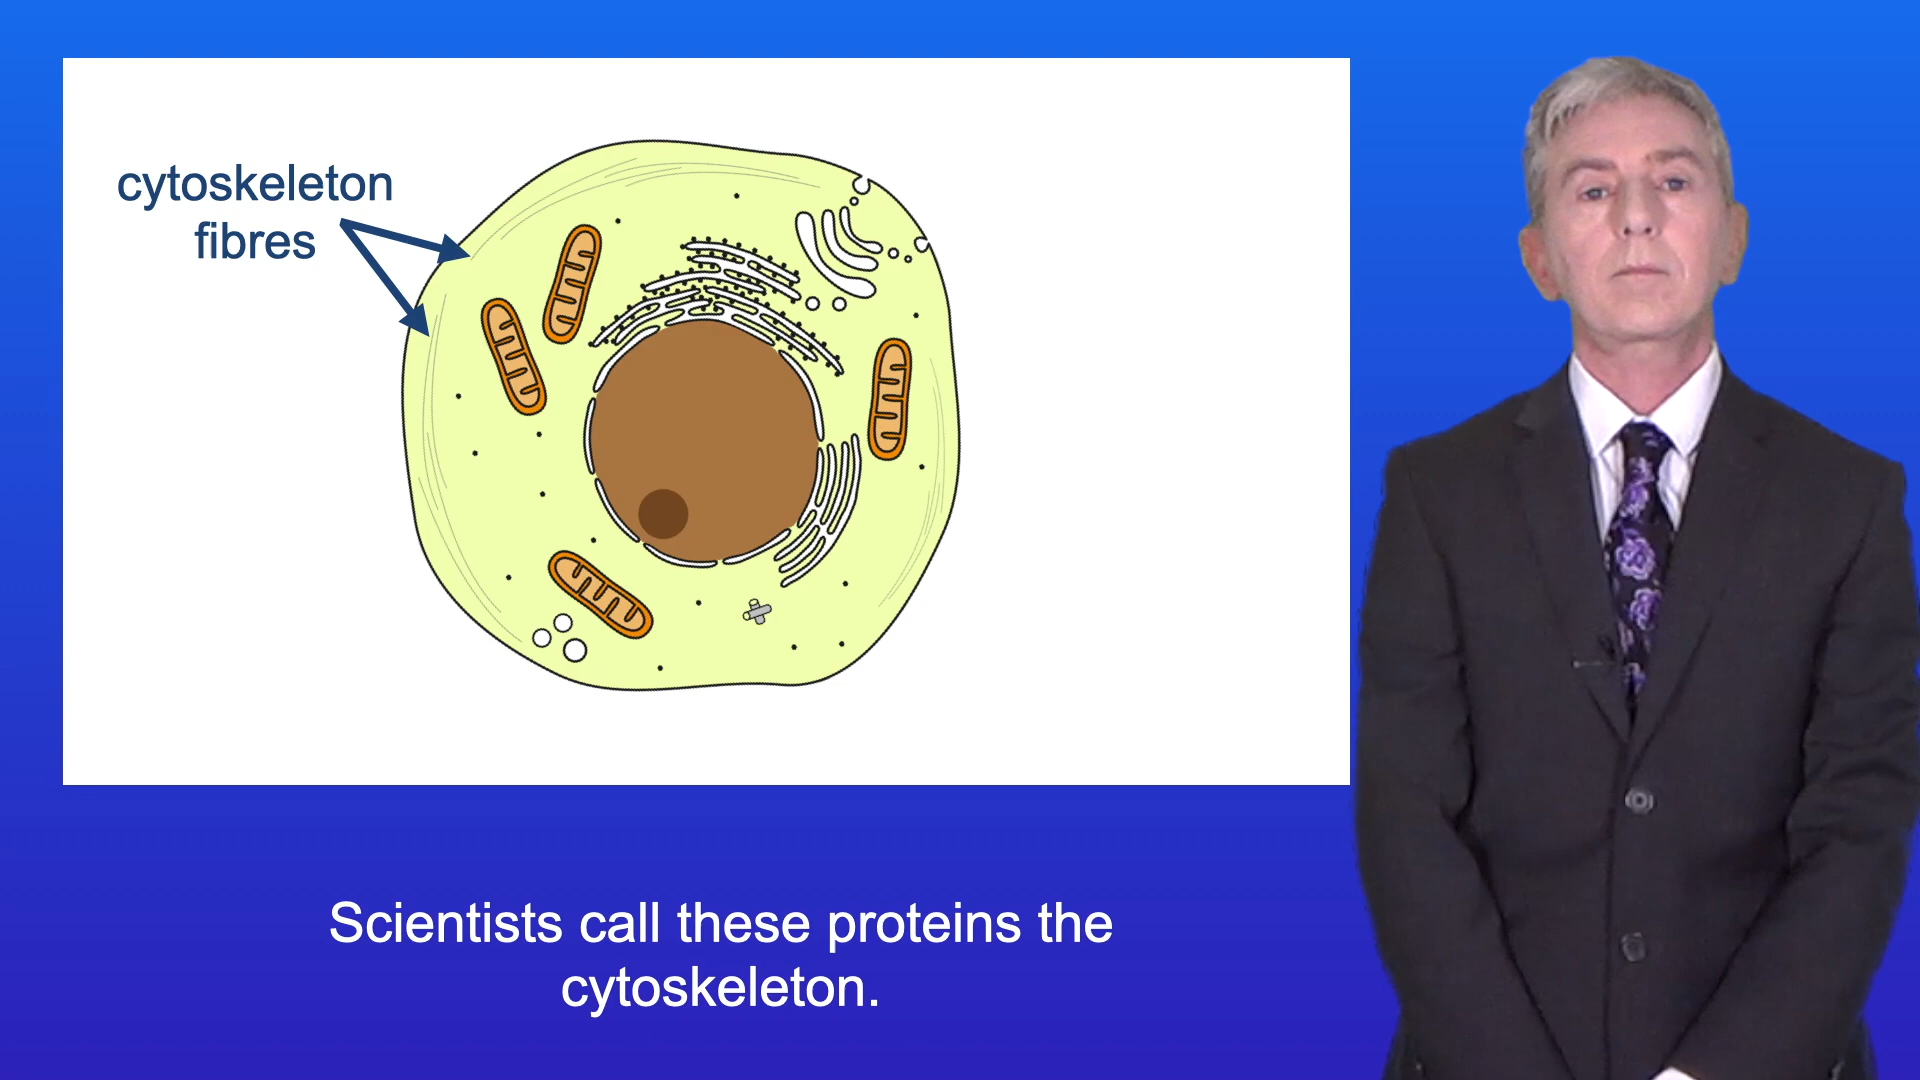 cytoskeleton
fibres
Scientists call these proteins the
cytoskeleton.